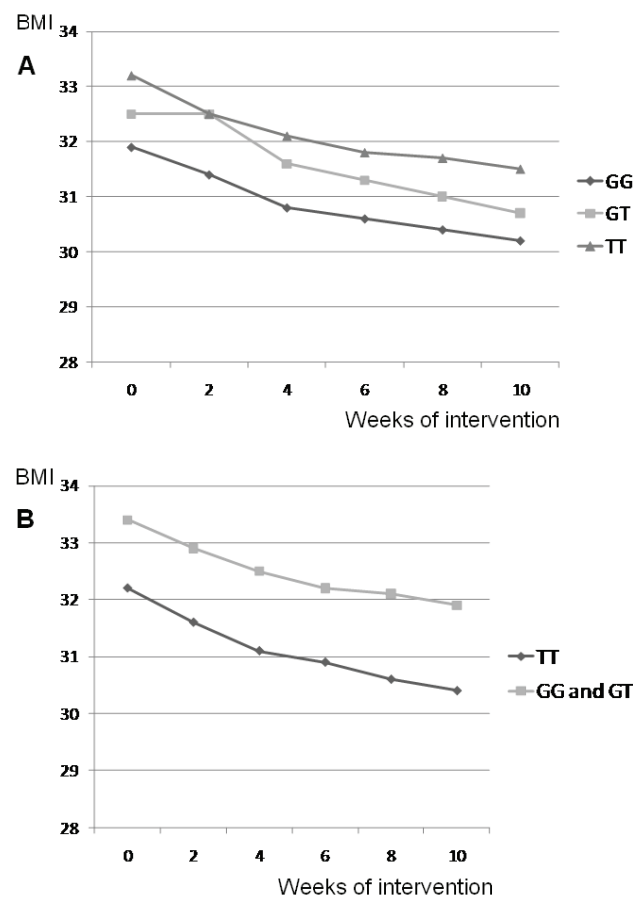 BMI
34
A
33
32
31
30
29
28
0 2 4 6 8 10
Weeks of intervention
GG
GT
TT
BMI
34
B
33
32
31
30
29
28
0 2 4 6 8 10
Weeks of intervention
TT
GG and GT